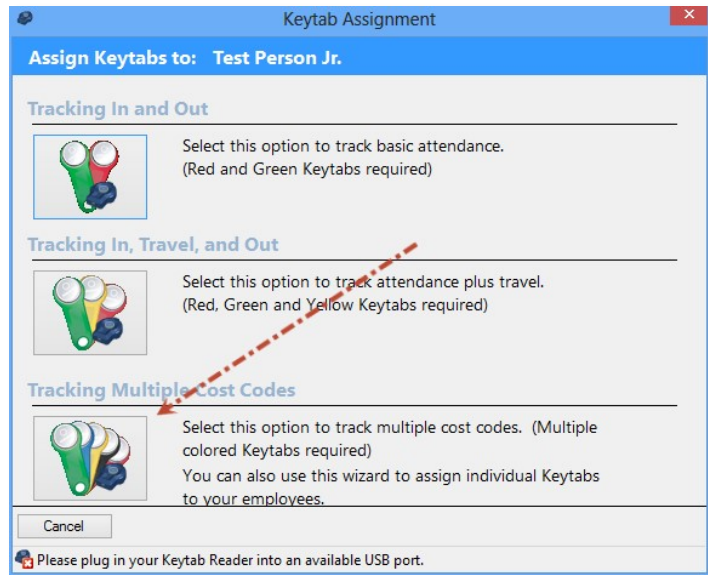 Keytab Assignment
Assign Keytabs to: Test Person Jr.
Tracking In and Out
Select this option to track basic attendance.
(Red and Green Keytabs required)
Tracking In, Travel, and Out
Select this option to track attendance plus travel.
(Red, Green and Yellow Keytabs required)
Tracking Multiple Cost Codes
Select this option to track multiple cost codes. (Multiple
colored Keytabs required)
You can also use this wizard to assign individual Keytabs
to your employees.
Cancel
Please plug in your Keytab Reader into an available USB port.